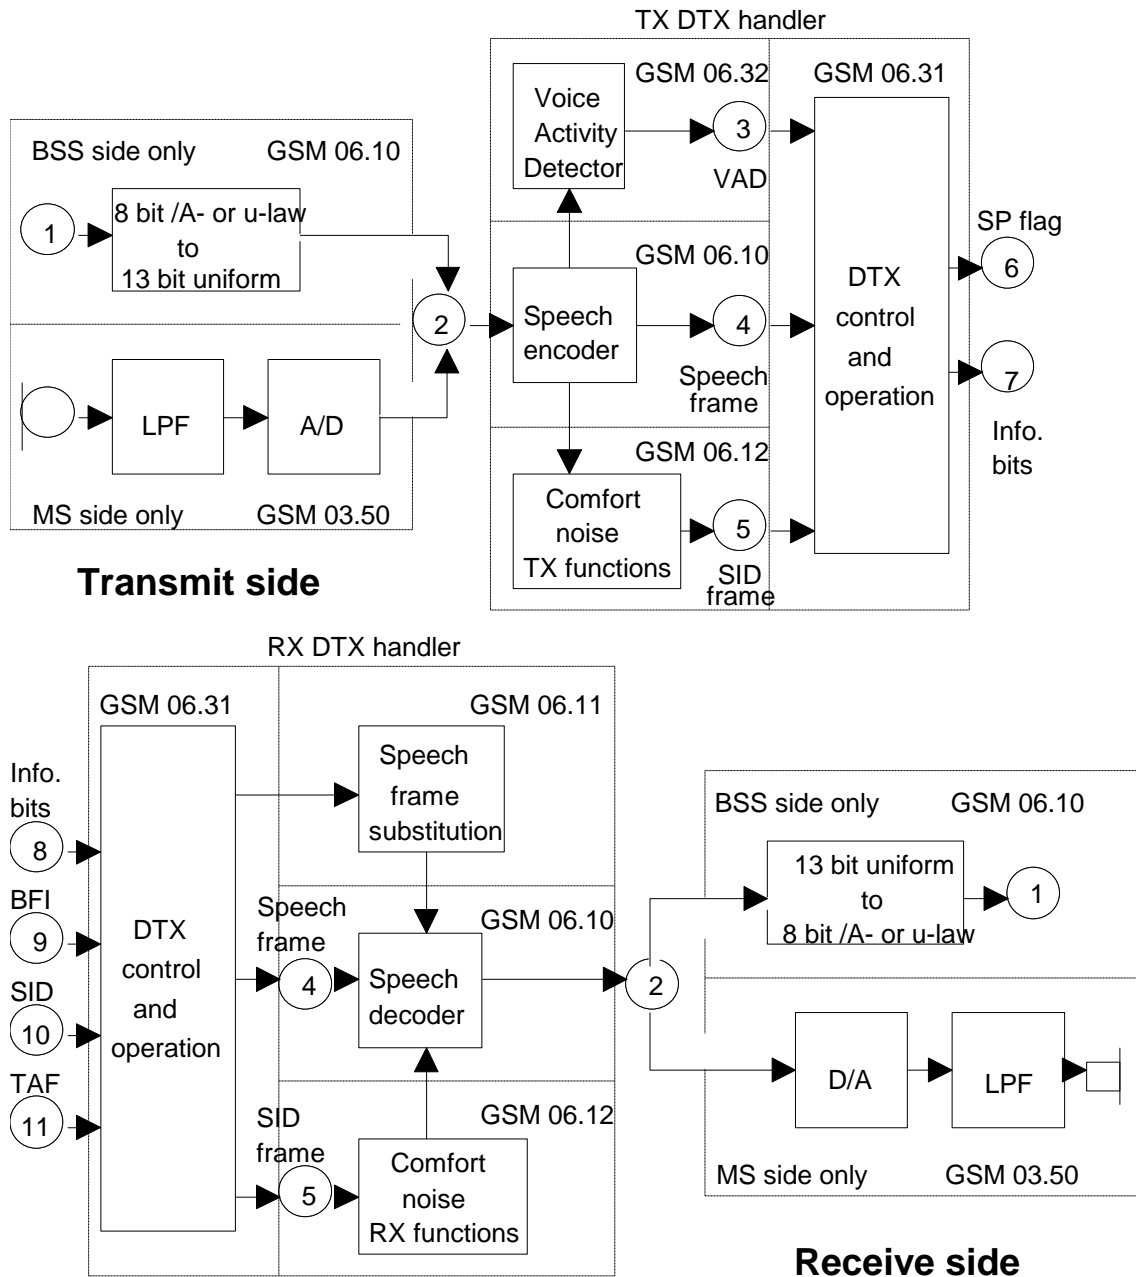 TX DTX handler
GSM 06.32
GSM 06.31
Voice
Activity
Detector
3
VAD
BSS side only
GSM 06.10
1
8 bit /A- or u-law
to
13 bit uniform
2
LPF
A/D
MS side only
GSM 03.50
Transmit side
GSM 06.10
Speech
encoder
4
Speech
frame
GSM 06.12
Comfort
noise
TX functions
5
SID
frame
DTX
control
and
operation
SP flag
6
7
Info.
bits
RX DTX handler
GSM 06.31
GSM 06.11
Info.
bits
8
BFI
9
SID
10
TAF
11
DTX
control
and
operation
Speech
frame
substitution
Speech
frame
4
GSM 06.10
Speech
decoder
SID
frame
5
GSM 06.12
Comfort
noise
RX functions
2
BSS side only
GSM 06.10
13 bit uniform
to
8 bit /A- or u-law
1
D/A
LPF
MS side only
GSM 03.50
Receive side